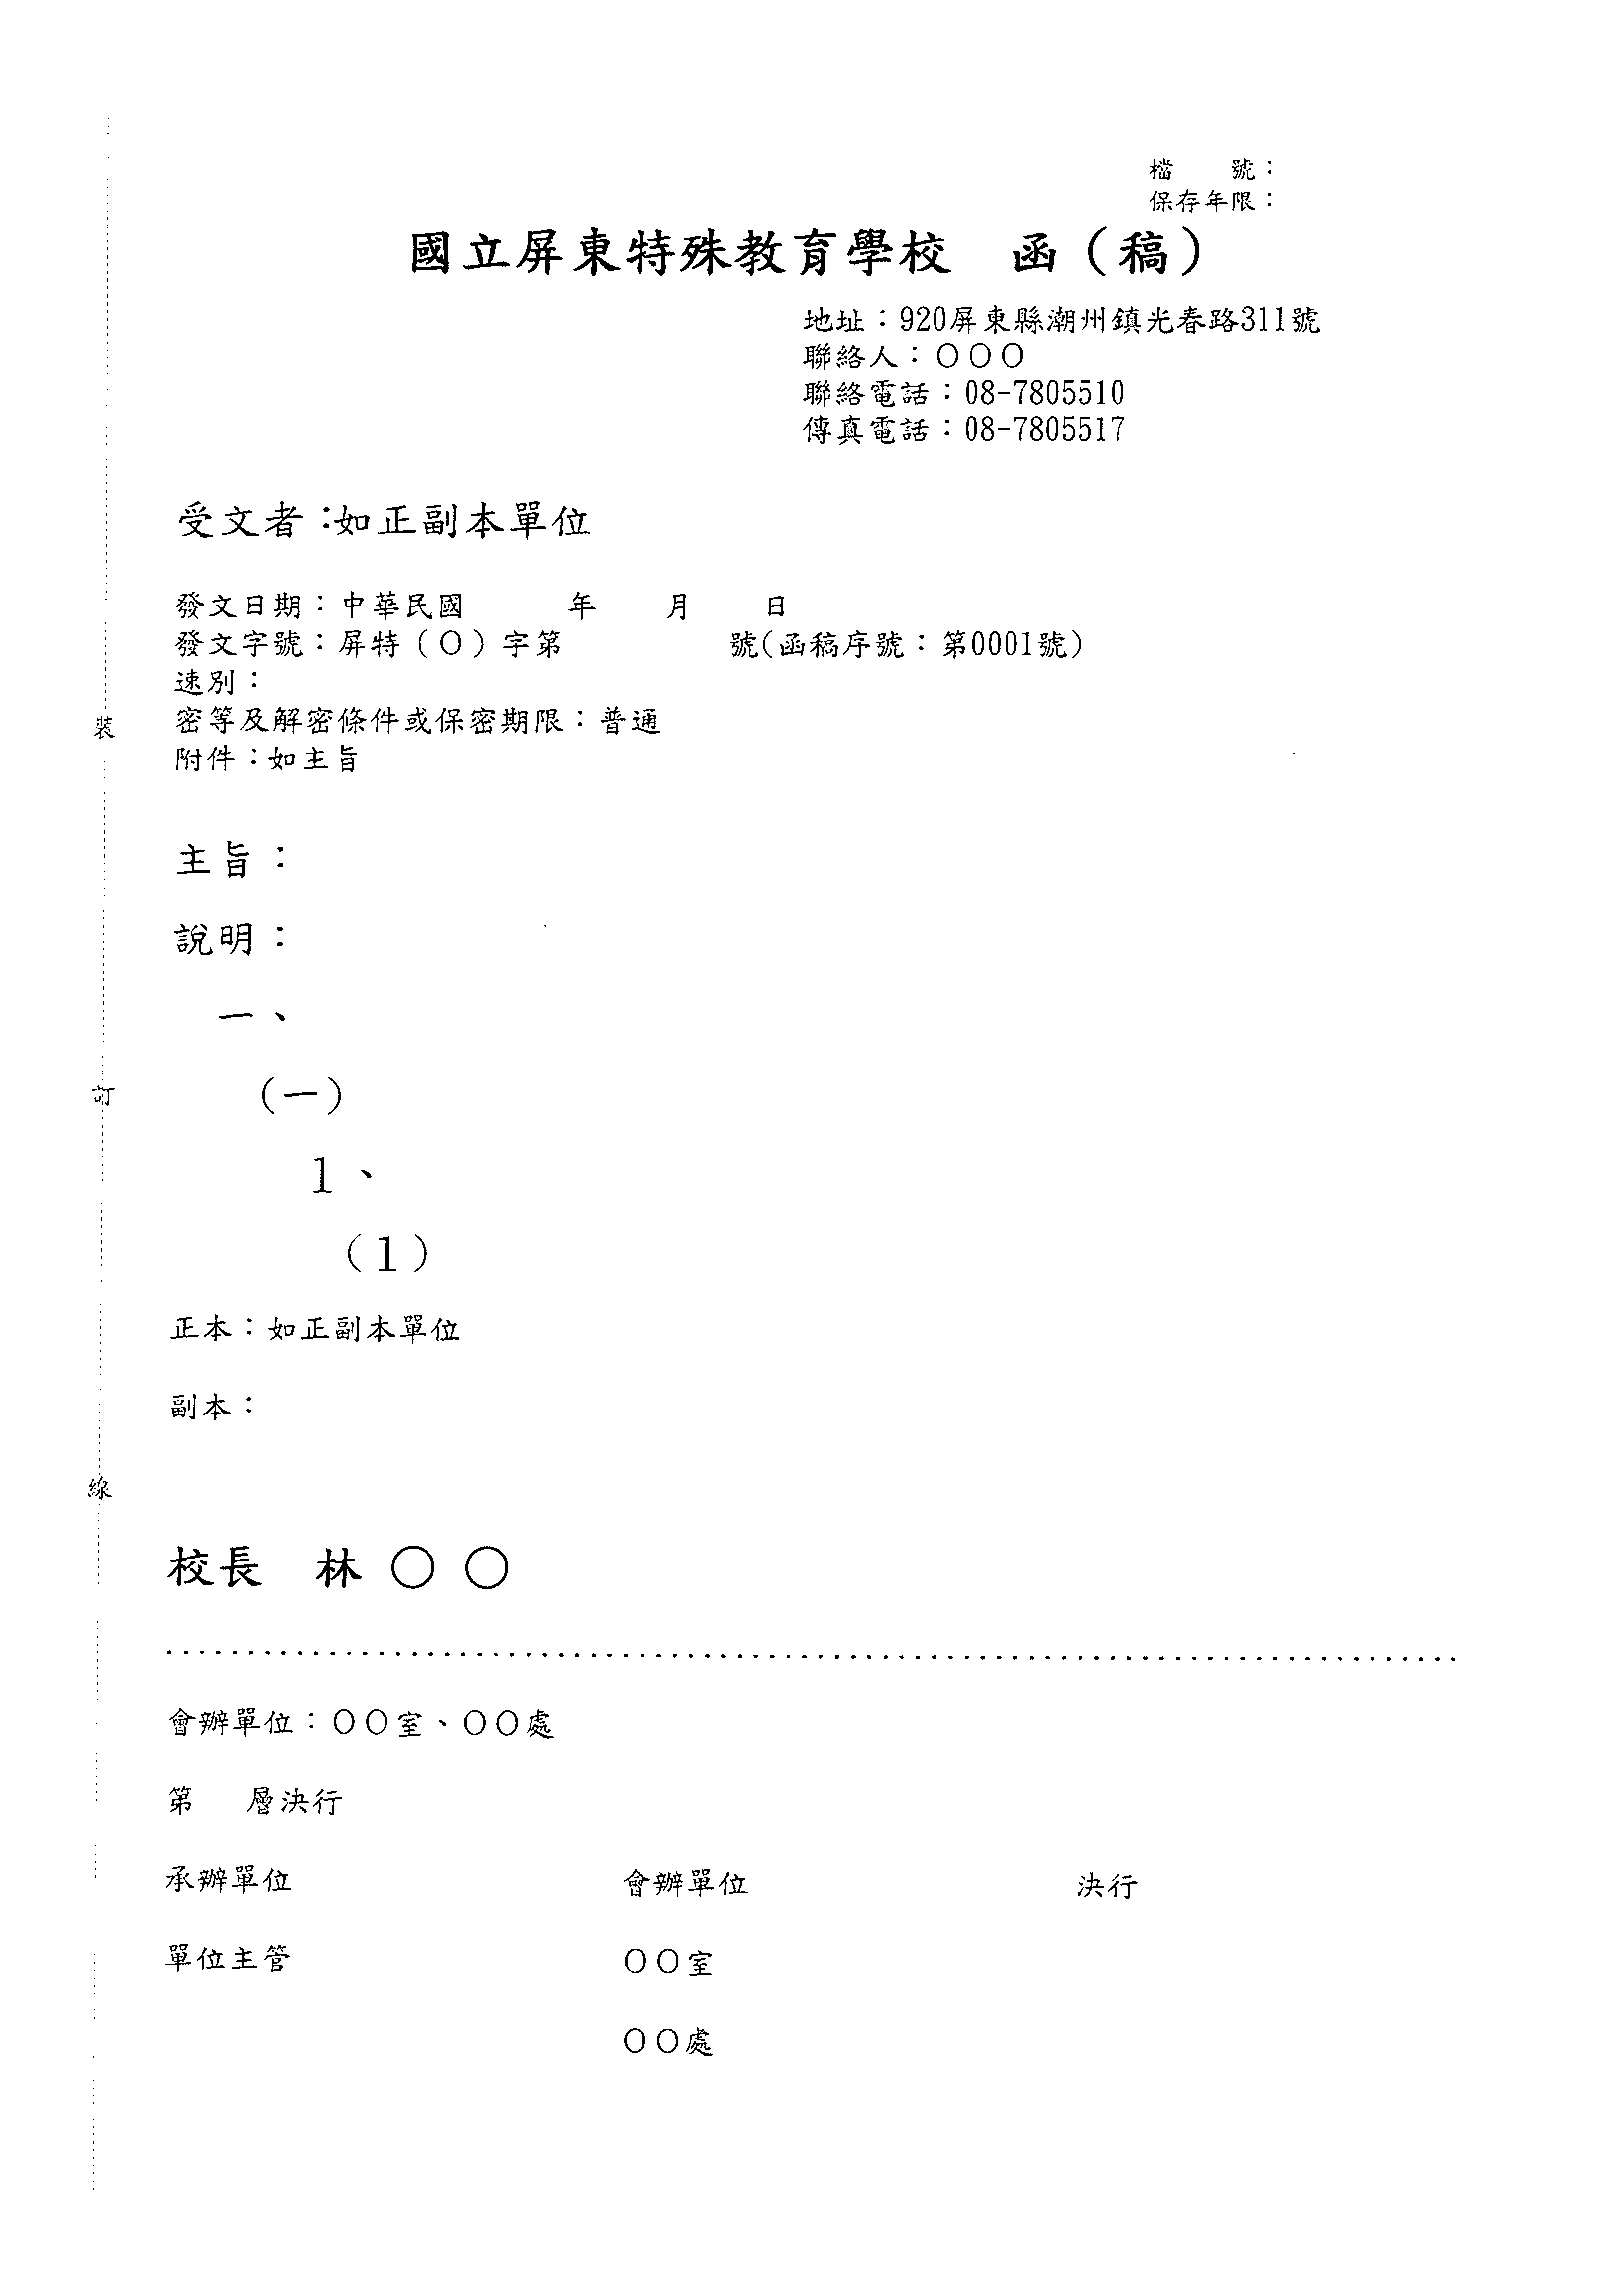 檔　　號：
保存年限：
國立屏東特殊教育學校　函（稿）
地址：920屏東縣潮州鎮光春路311號
聯絡人：ＯＯＯ
聯絡電話：08-7805510
傳真電話：08-7805517
受文者：如正副本單位
發文日期：中華民國　　　年　　月　　日
發文字號：屏特（Ｏ）字第　　　　　號(函稿序號：第0001號)
速別：
密等及解密條件或保密期限：普通
附件：如主旨
主旨：
說明：
一、
（一）
1、
（1）
正本：如正副本單位
副本：
校長　林○○
................................................................................
會辦單位：ＯＯ室、ＯＯ處
第　層決行
承辦單位　　　會辦單位　　　決行
單位主管　　　ＯＯ室
ＯＯ處
裝
訂
線